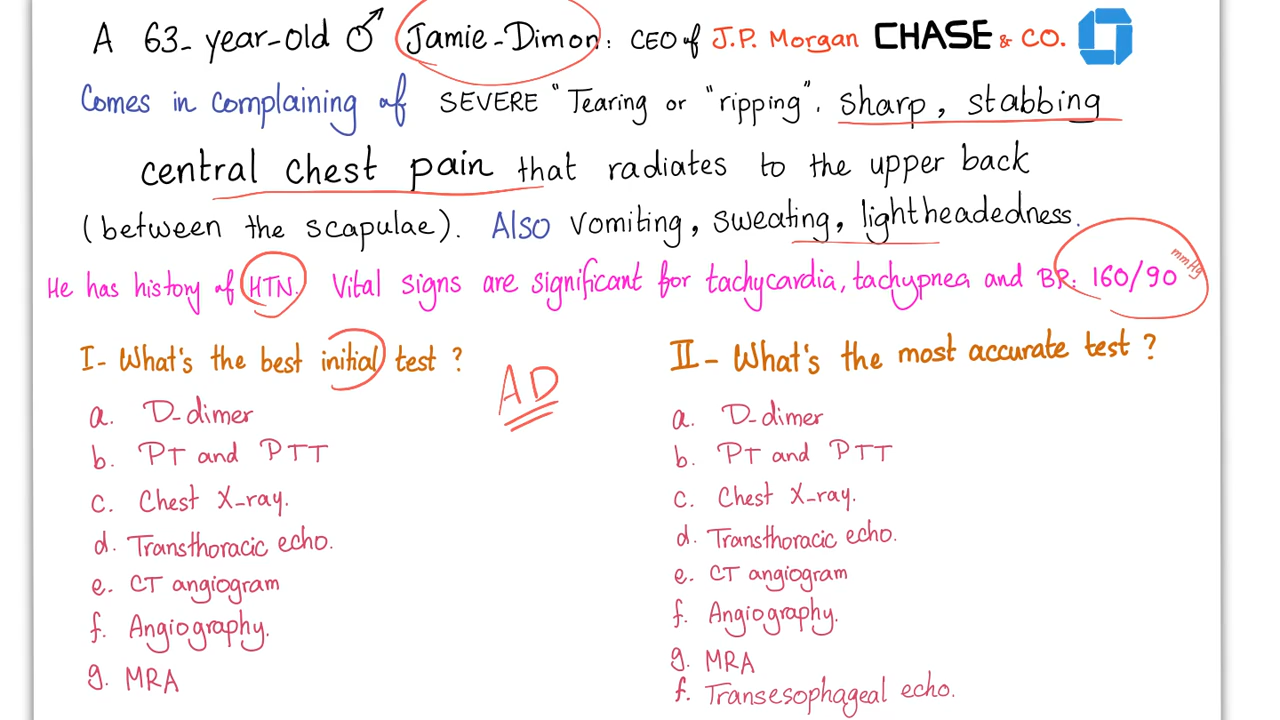 A 63-year-old ♂ Jamie-Dimon: CEO of J.P. Morgan CHASE & CO.
Comes in complaining of SEVERE "Tearing or "ripping". sharp, stabbing
central chest pain that radiates to the upper back
(between the scapulae). Also Vomiting, sweating, lightheadedness.
He has history of HTN. Vital signs are significant for tachycardia, tachypnea and BP: 160/90 mmHg
I- What's the best initial test ?
a. D-dimer
b. PT and PTT
c. Chest X-ray.
d. Transthoracic echo.
e. CT angiogram
f. Angiography.
g. MRA
AD
II- What's the most accurate test ?
a. D-dimer
b. PT and PTT
c. Chest X-ray.
d. Transthoracic echo.
e. CT angiogram
f. Angiography.
g. MRA
f. Transesophageal echo.